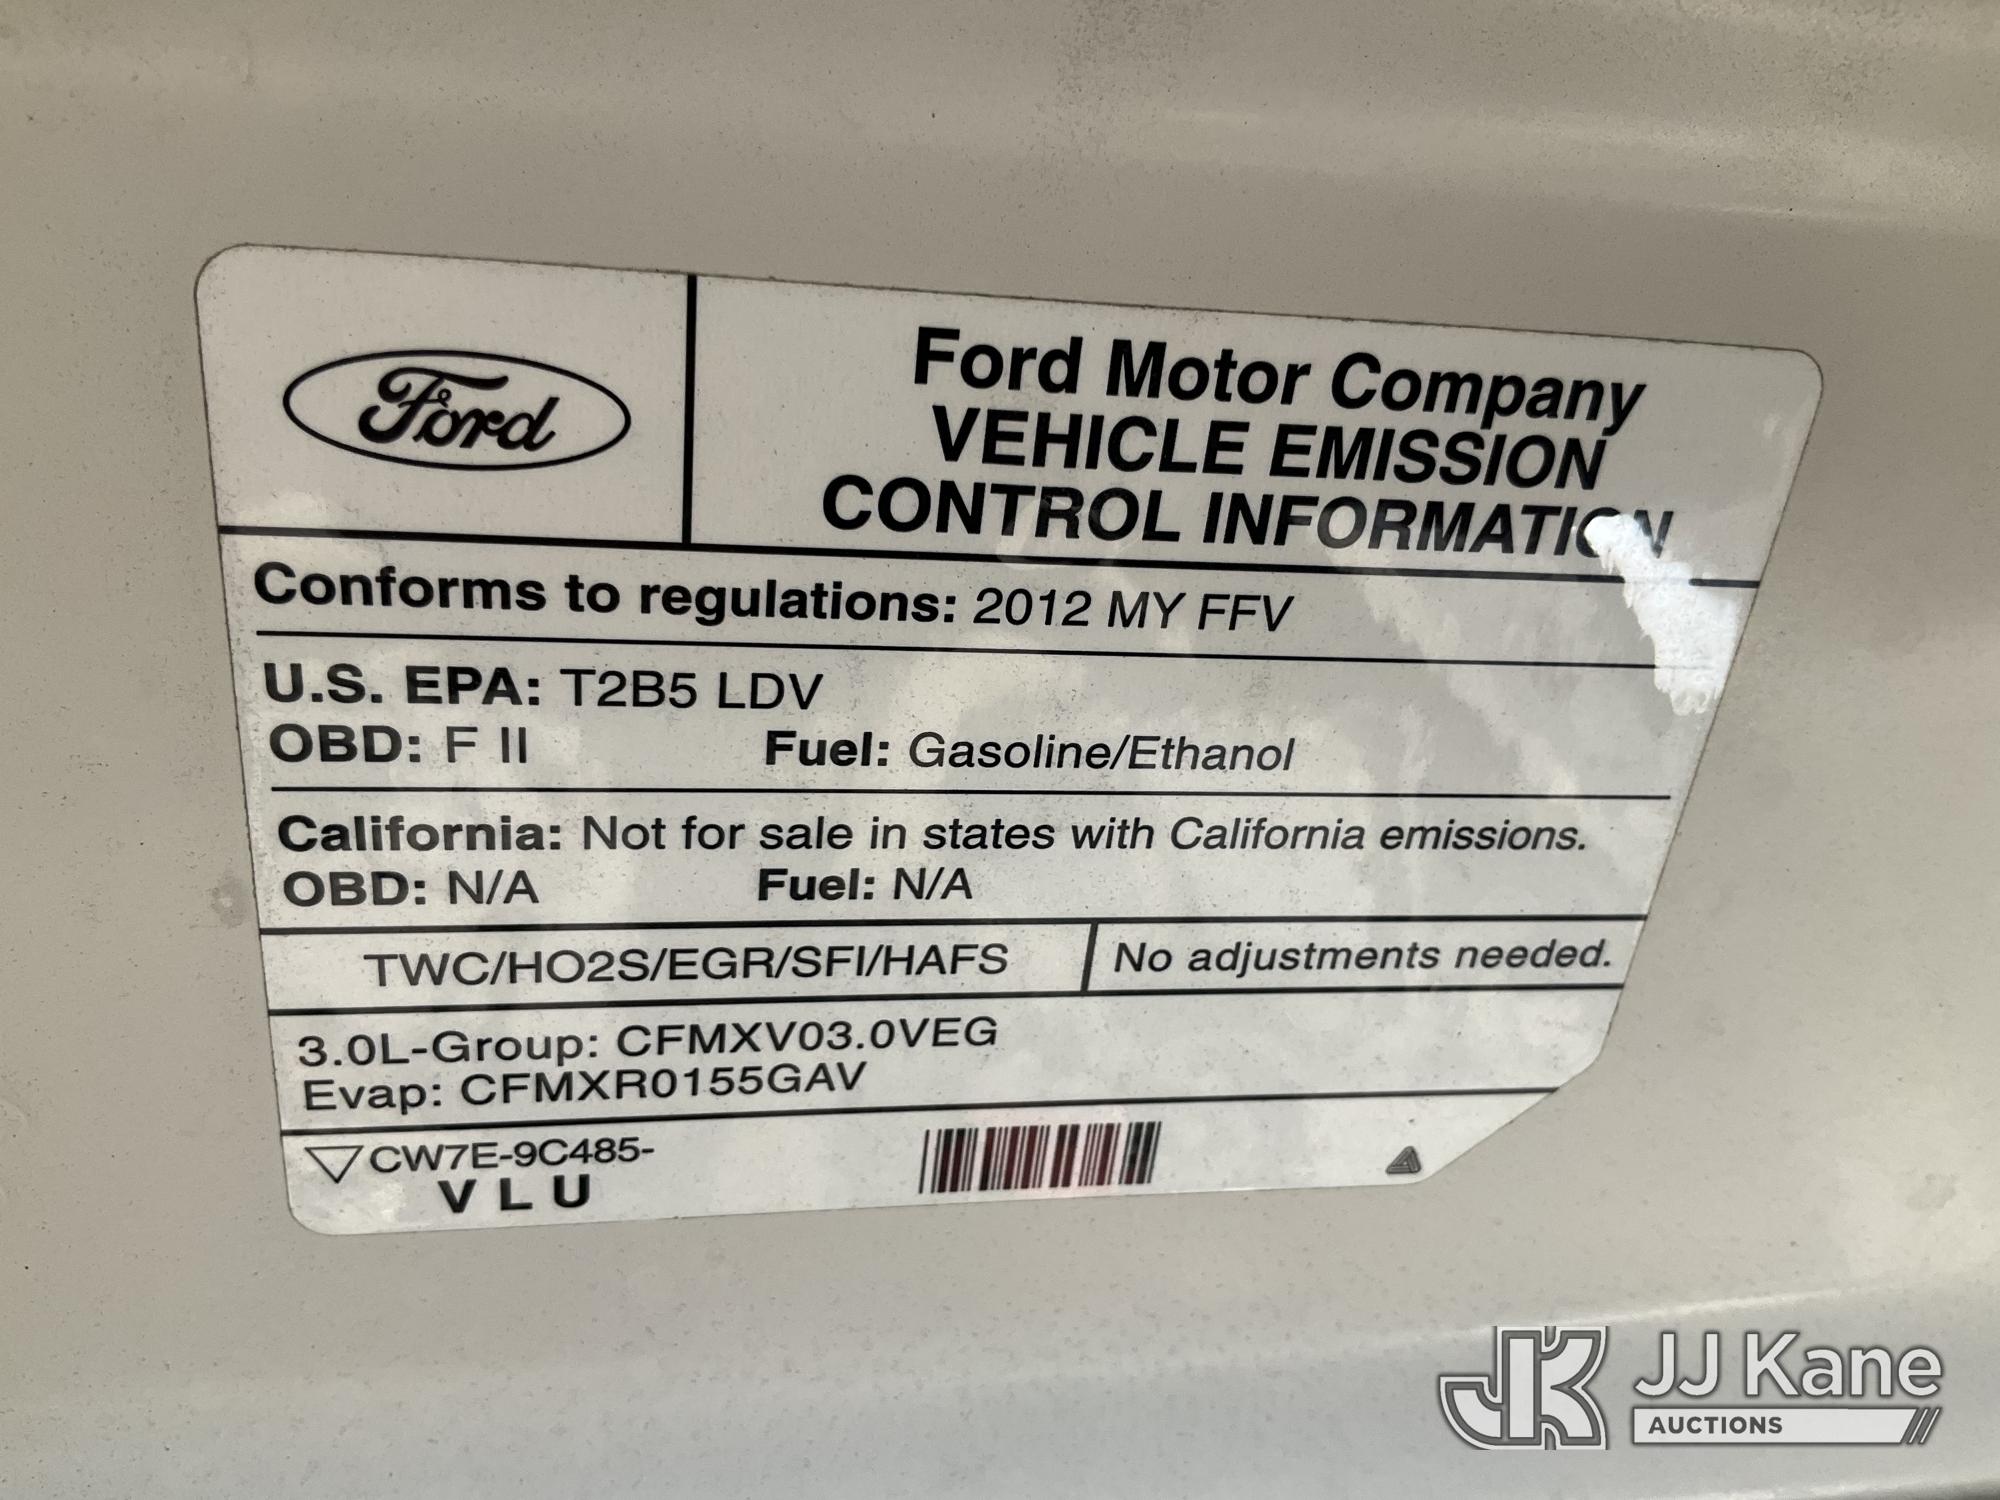 Ford
Ford Motor Company
VEHICLE EMISSION
CONTROL INFORMATION
Conforms to regulations: 2012 MY FFV
U.S. EPA: T2B5 LDV
OBD: F II Fuel: Gasoline/Ethanol
California: Not for sale in states with California emissions.
OBD: N/A Fuel: N/A
TWC/HO2S/EGR/SFI/HAFS No adjustments needed.
3.0L-Group: CFMXV03.0VEG
Evap: CFMXR0155GAV
CW7E-9C485-
V L U
JK JJ Kane
AUCTIONS